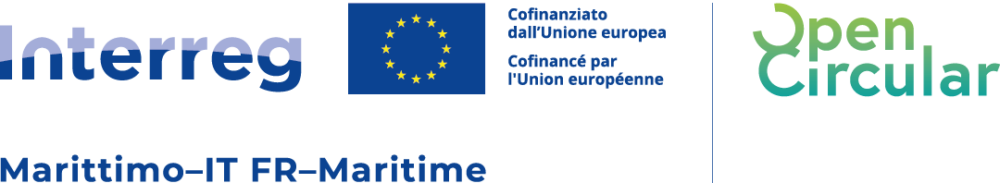 Interreg
Cofinanziato
dall'Unione europea
Cofinancé par
l'Union européenne
Marittimo–IT FR–Maritime
Open
Circular